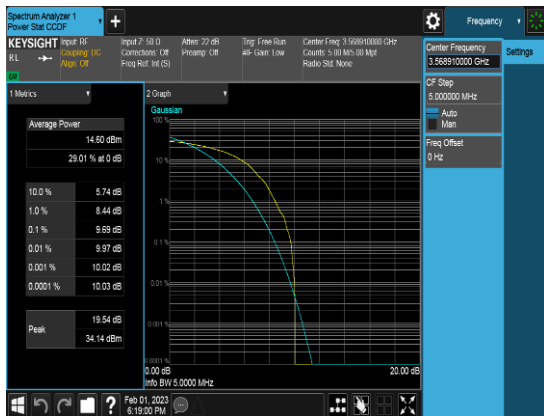 Spectrum Analyzer 1
Power Stat CCDF
Frequency
KEYSIGHT
RL
Input: RF
Coupling: DC
Align: Off
Input Z: 50 Ω
Corrections: Off
Freq Ref: Int (S)
Atten: 22 dB
Preamp: Off
Trig: Free Run
#IF Gain: Low
Center Freq: 3.568910000 GHz
Counts: 5.00 M/5.00 Mpt
Radio Std: None
1 Metrics
Average Power
14.60 dBm
29.01 % at 0 dB
10.0 % 5.74 dB
1.0 % 8.44 dB
0.1 % 9.69 dB
0.01 % 9.97 dB
0.001 % 10.02 dB
0.0001 % 10.03 dB
Peak
19.54 dB
34.14 dBm
2 Graph
Gaussian
100 %
10 %
1 %
0.1 %
0.01 %
0.001 %
0.0001 %
0.00 dB
20.00 dB
Info BW 5.0000 MHz
Center Frequency
3.568910000 GHz
Settings
CF Step
5.000000 MHz
Auto
Man
Freq Offset
0 Hz
Feb 01, 2023
6:19:00 PM